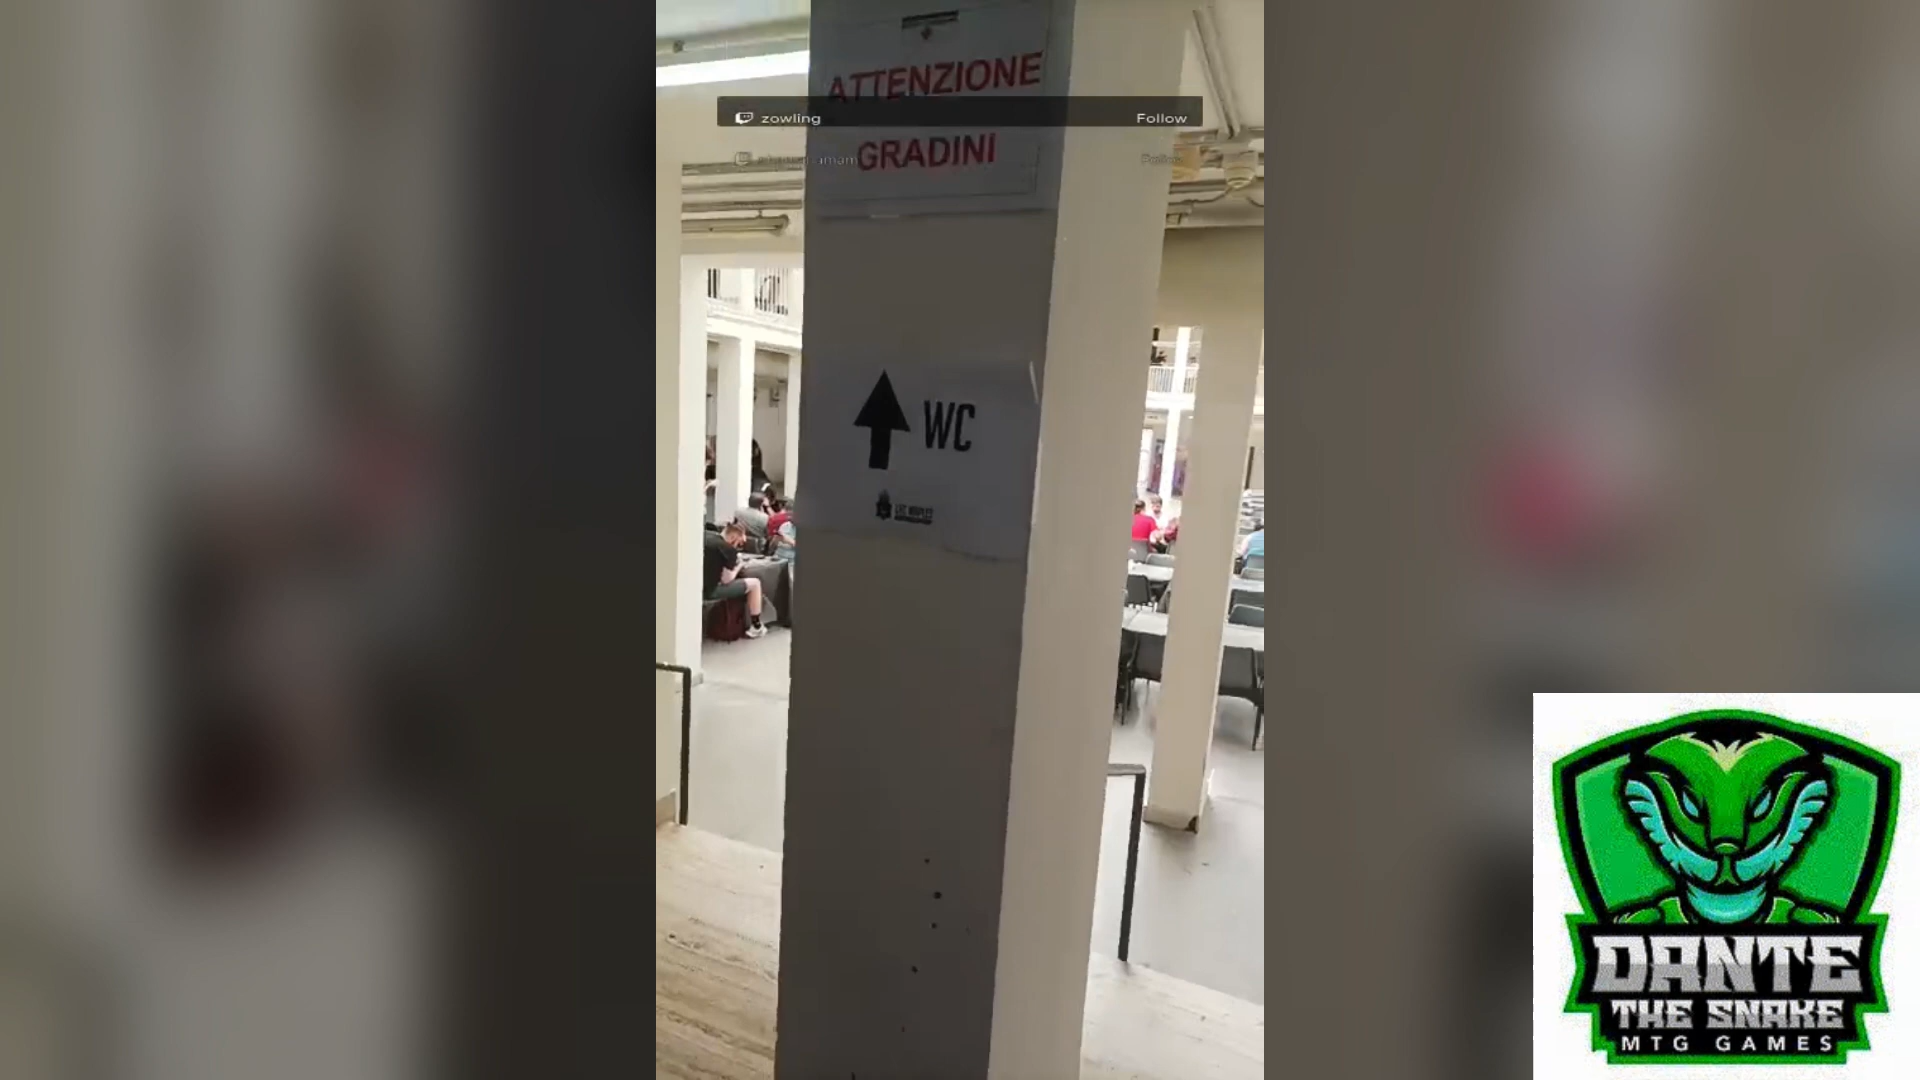 ATTENZIONE
zowling
Follow
GRADINI
WC
DANTE
THE SNAKE
MTG GAMES